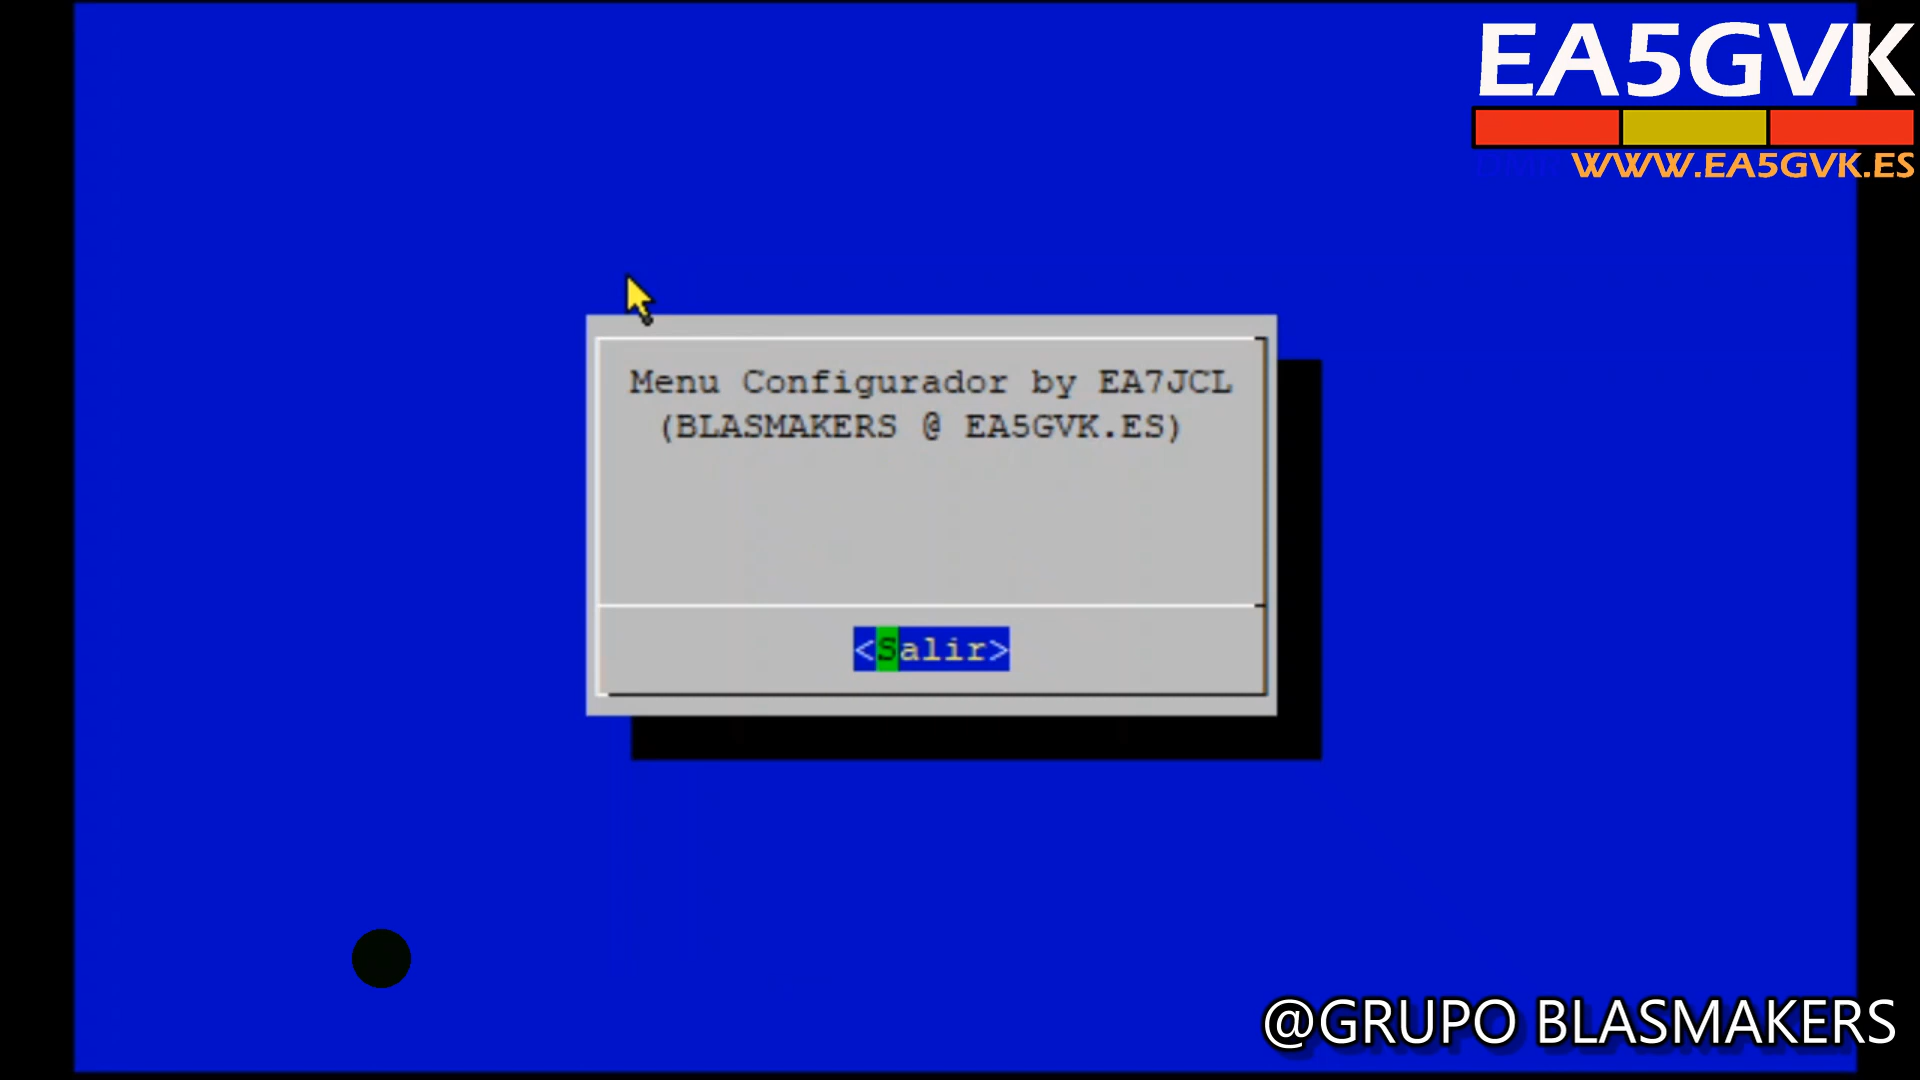 EA5GVK
WWW.EA5GVK.ES
Menu Configurador by EA7JCL
(BLASMAKERS @ EA5GVK.ES)
<Salir>
@GRUPO BLASMAKERS